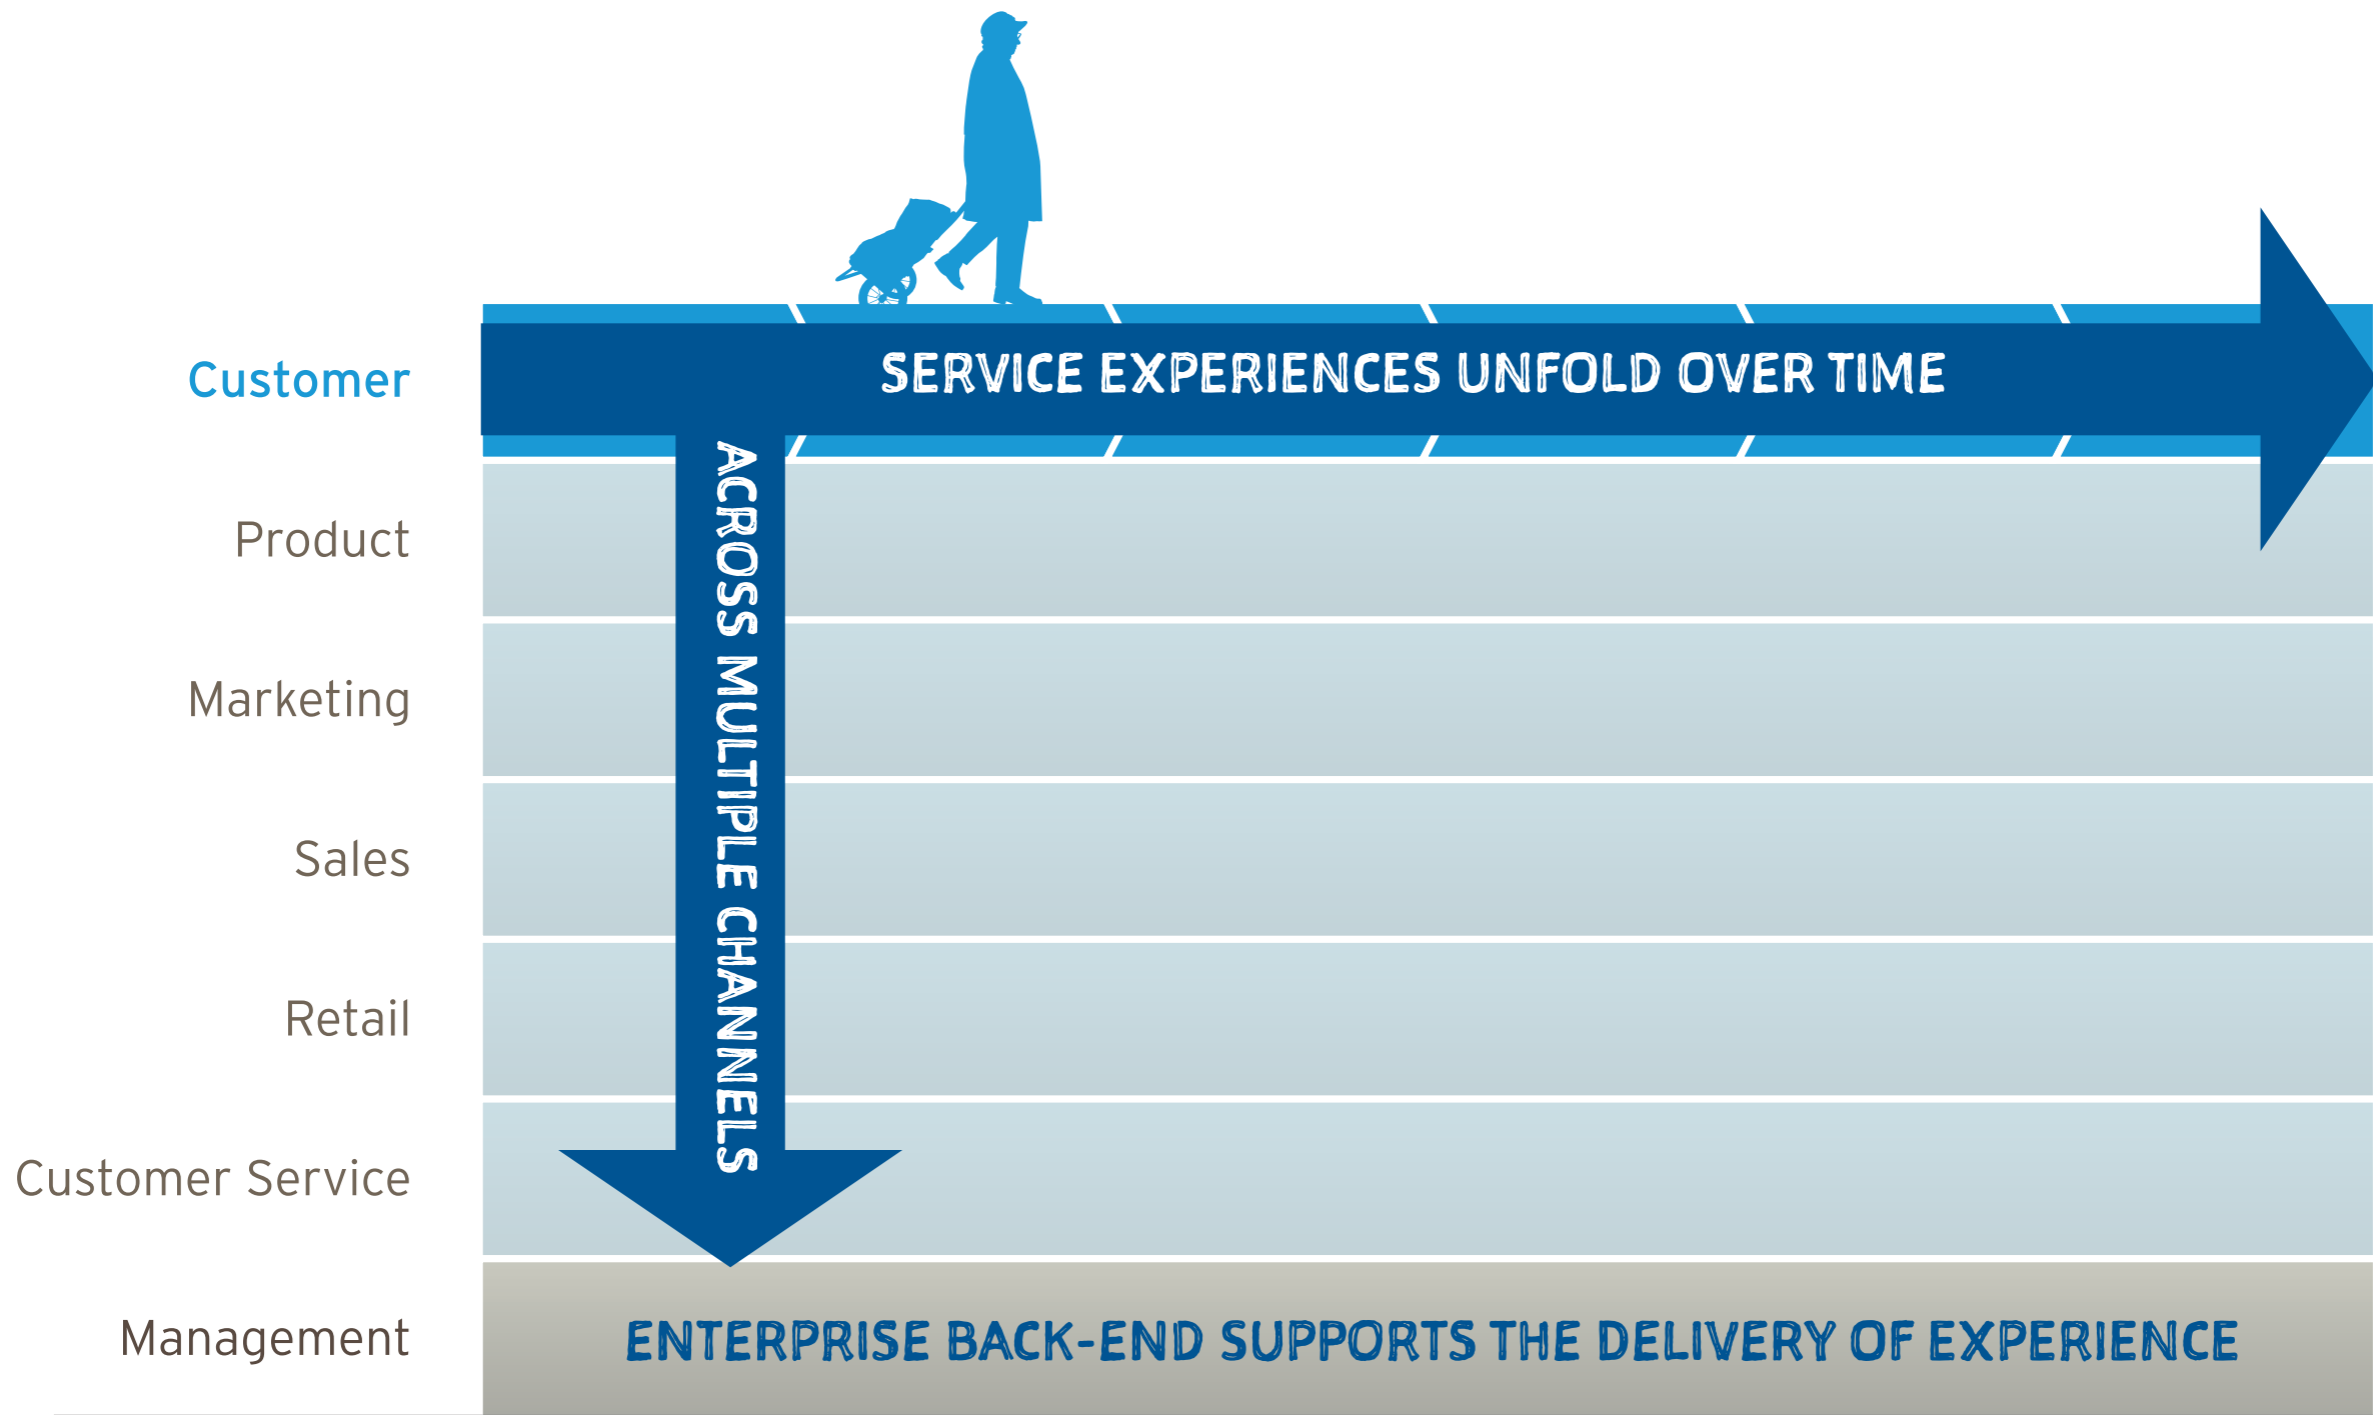 Customer
SERVICE EXPERIENCES UNFOLD OVER TIME
ACROSS MULTIPLE CHANNELS
Product
Marketing
Sales
Retail
Customer Service
Management
ENTERPRISE BACK-END SUPPORTS THE DELIVERY OF EXPERIENCE